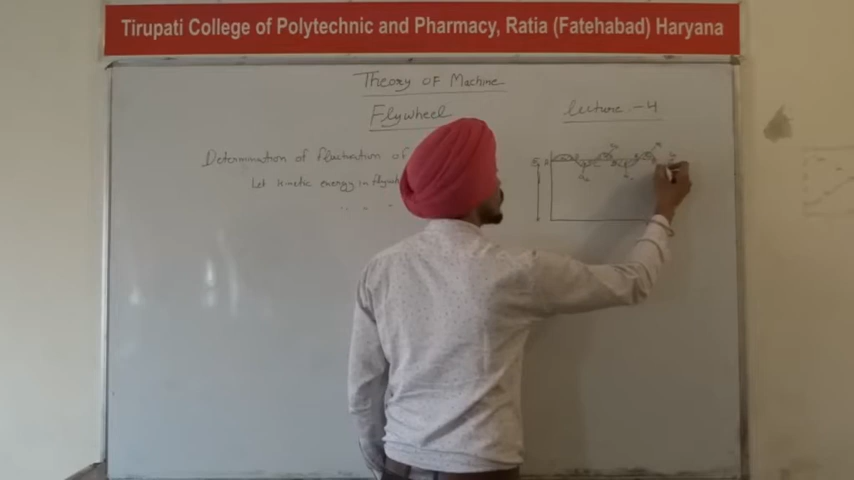 Tirupati College of Polytechnic and Pharmacy, Ratia (Fatehabad) Haryana
Theory of Machine
Flywheel
lecture - 4
Determination of fluctuation of
Let kinetic energy in flywh
" " "